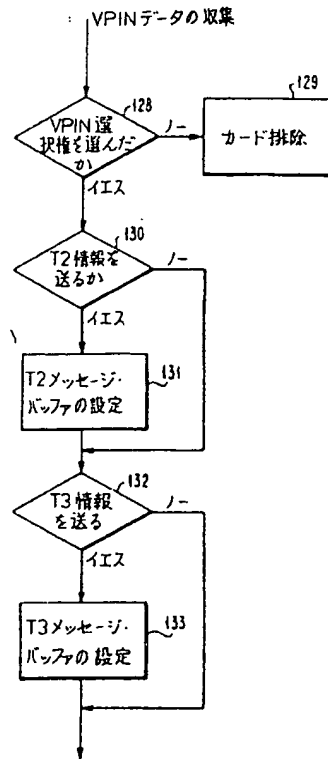 VPINデータの収集
128
VPIN選
択権を選んだ
か
ノー
129
カード排除
イエス
130
T2情報を
送るか
ノー
イエス
T2メッセージ・
バッファの設定
131
132
T3情報
を送る
ノー
イエス
T3メッセージ・
バッファの設定
133